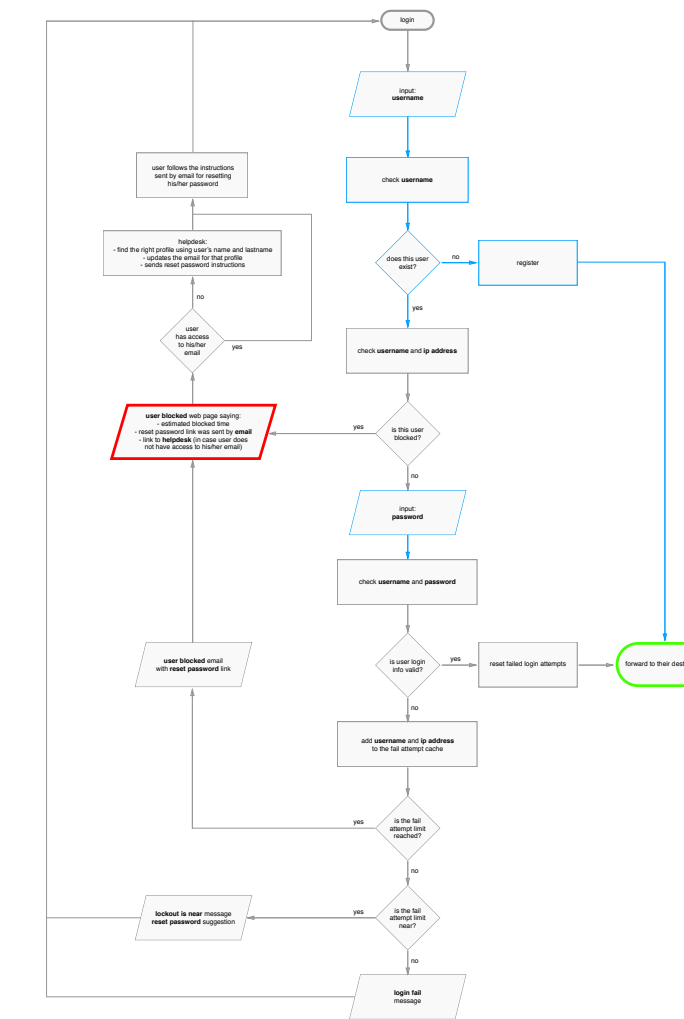 login
input:
username
user follows the instructions
sent by email for resetting
his/her password
check username
helpdesk:
- find the right profile using user's name and lastname
- updates the email for that profile
- sends reset password instructions
does this user
exist?
no
register
no
yes
user
has access
to his/her
email
yes
check username and ip address
user blocked web page saying:
- estimated blocked time
- reset password link was sent by email
- link to helpdesk (in case user does
not have access to his/her email)
yes
is this user
blocked?
no
input:
password
check username and password
user blocked email
with reset password link
is user login
info valid?
yes
reset failed login attempts
forward to their dest
no
add username and ip address
to the fail attempt cache
yes
is the fail
attempt limit
reached?
no
lockout is near message
reset password suggestion
yes
is the fail
attempt limit
near?
no
login fail
message